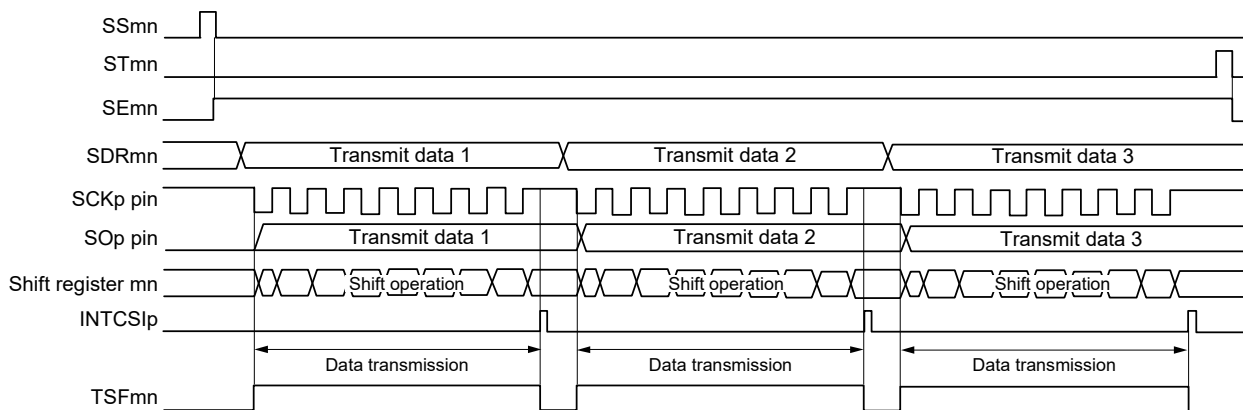 SSmn
STmn
SEmn
SDRmn Transmit data 1 Transmit data 2 Transmit data 3
SCKp pin
SOp pin Transmit data 1 Transmit data 2 Transmit data 3
Shift register mn Shift operation Shift operation Shift operation
INTCSIp
Data transmission Data transmission Data transmission
TSFmn